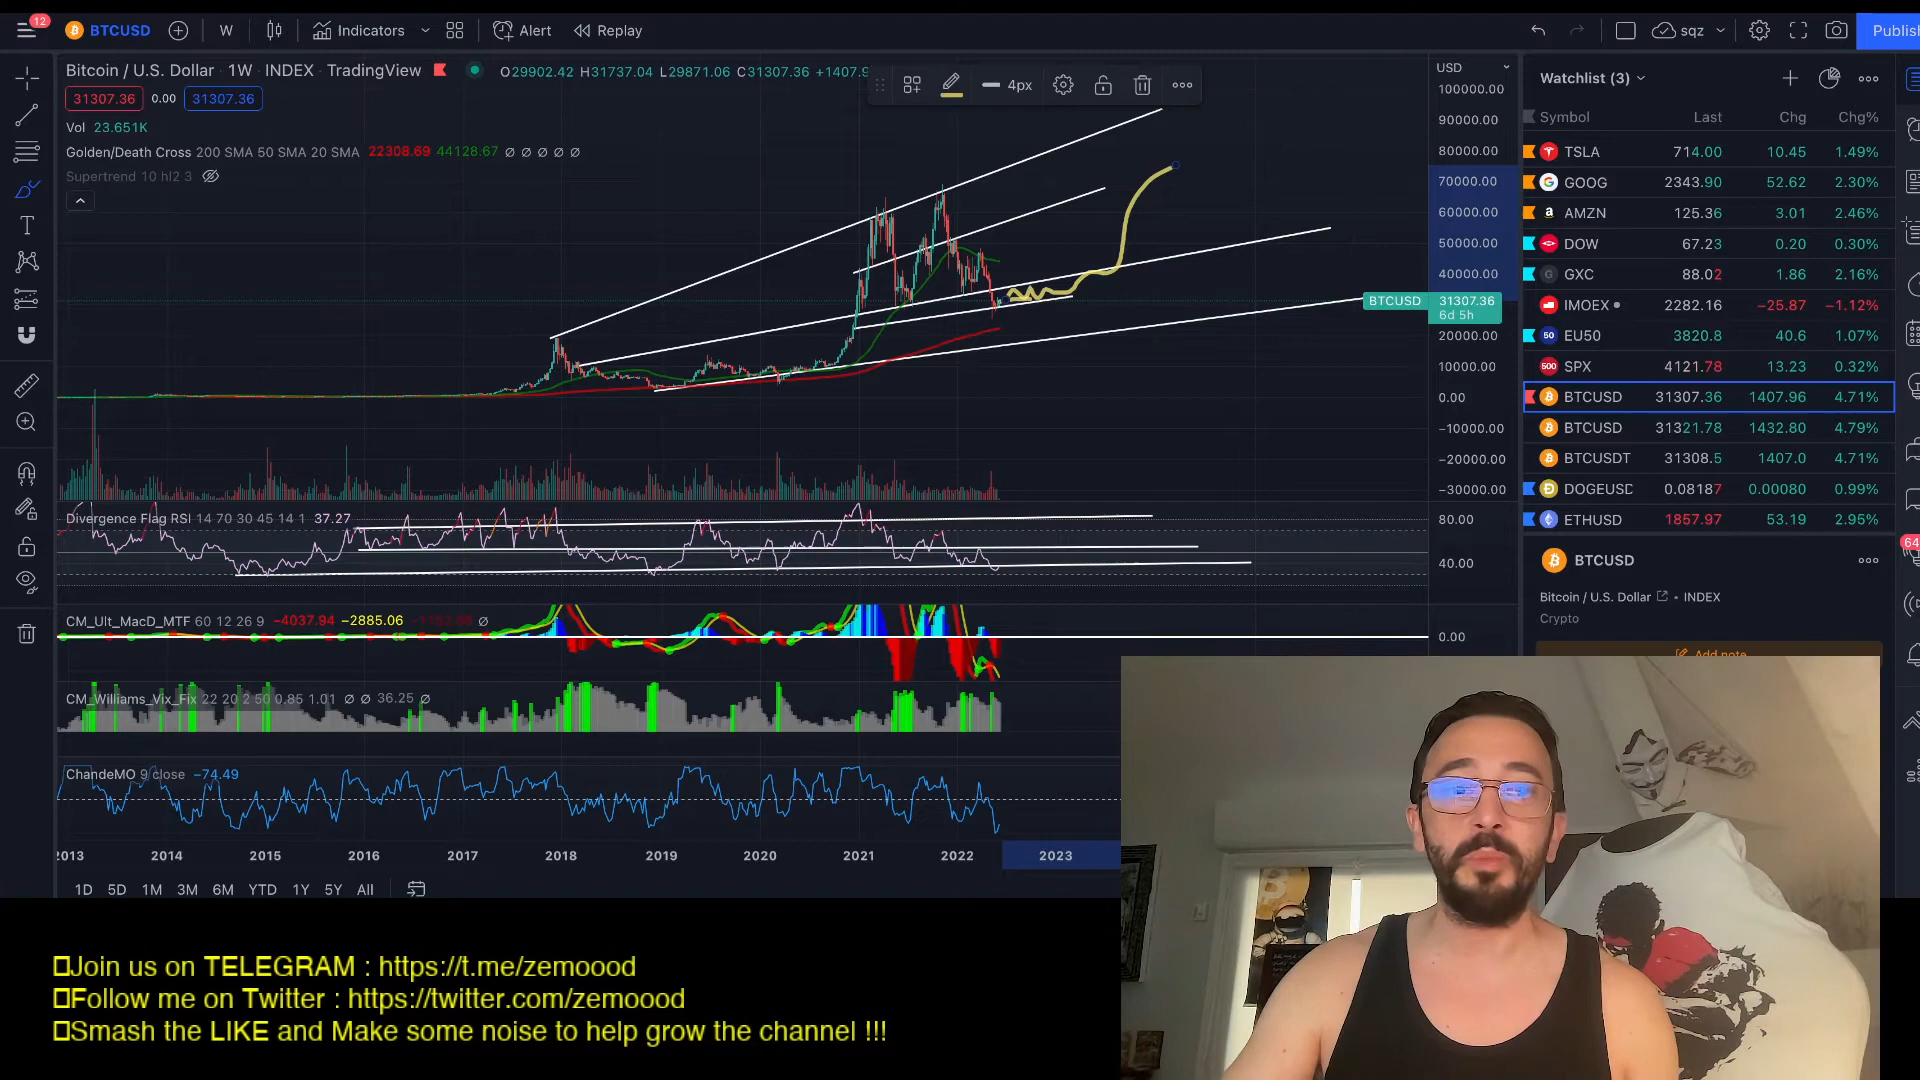 12
BTCUSD W Indicators Alert Replay sqz Publish
Bitcoin / U.S. Dollar · 1W · INDEX · TradingView O29902.42 H31737.04 L29871.06 C31307.36
31307.36 0.00 31307.36
4px
Vol 23.651K
Golden/Death Cross 200 SMA 50 SMA 20 SMA 22308.69 44128.67 ∅ ∅ ∅ ∅ ∅
Supertrend 10 hl2 3
USD
100000.00
90000.00
80000.00
70000.00
60000.00
50000.00
40000.00
BTCUSD 31307.36
6d 5h
20000.00
10000.00
0.00
−10000.00
−20000.00
−30000.00
Divergence Flag RSI 14 70 30 45 14 1 37.27
80.00
40.00
CM_Ult_MacD_MTF 60 12 26 9 −4037.94 −2885.06 ∅
0.00
CM_Williams_Vix_Fix 22 20 2 50 0.85 1.01 ∅ ∅ 36.25 ∅
ChandeMO 9 close −74.49
2013 2014 2015 2016 2017 2018 2019 2020 2021 2022 2023
1D 5D 1M 3M 6M YTD 1Y 5Y All
Watchlist (3)
Symbol Last Chg Chg%
TSLA 714.00 10.45 1.49%
GOOG 2343.90 52.62 2.30%
AMZN 125.36 3.01 2.46%
DOW 67.23 0.20 0.30%
GXC 88.02 1.86 2.16%
IMOEX 2282.16 −25.87 −1.12%
EU50 3820.8 40.6 1.07%
SPX 4121.78 13.23 0.32%
BTCUSD 31307.36 1407.96 4.71%
BTCUSD 31321.78 1432.80 4.79%
BTCUSDT 31308.5 1407.0 4.71%
DOGEUSD 0.08187 0.00080 0.99%
ETHUSD 1857.97 53.19 2.95%
64
BTCUSD
Bitcoin / U.S. Dollar • INDEX
Crypto
Add note
Join us on TELEGRAM : https://t.me/zemoood
Follow me on Twitter : https://twitter.com/zemoood
Smash the LIKE and Make some noise to help grow the channel !!!